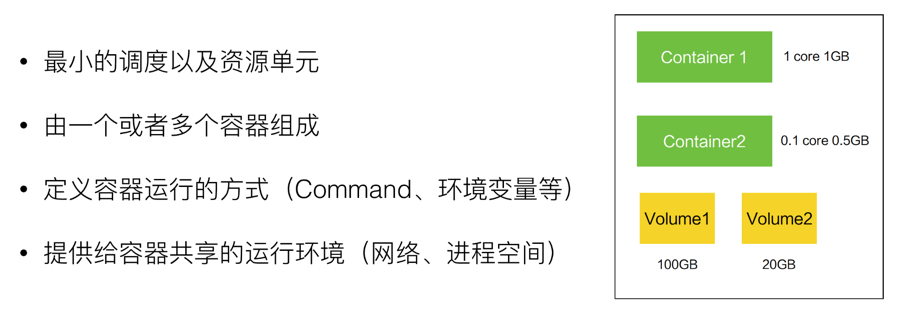 • 最小的调度以及资源单元
• 由一个或者多个容器组成
• 定义容器运行的方式（Command、环境变量等）
• 提供给容器共享的运行环境（网络、进程空间）
Container 1
1 core 1GB
Container2
0.1 core 0.5GB
Volume1
Volume2
100GB
20GB